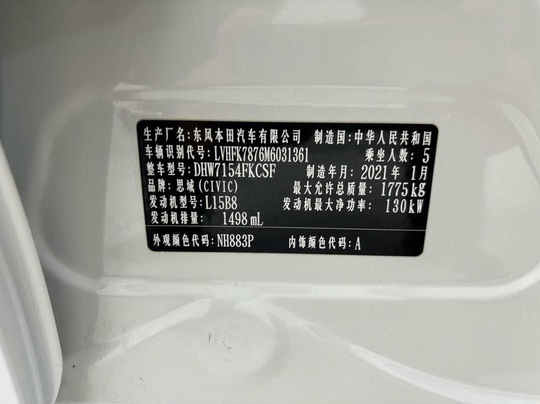 生产厂名:东风本田汽车有限公司 制造国:中华人民共和国
车辆识别代号:LVHFK7876M6031361 乘坐人数:5
整车型号:DHW7154FKCSF 制造年月:2021年1月
品牌:思域(CIVIC) 最大允许总质量:1775kg
发动机型号:L15B8 发动机最大净功率:130kW
发动机排量:1498mL
外观颜色代码:NH883P 内饰颜色代码:A